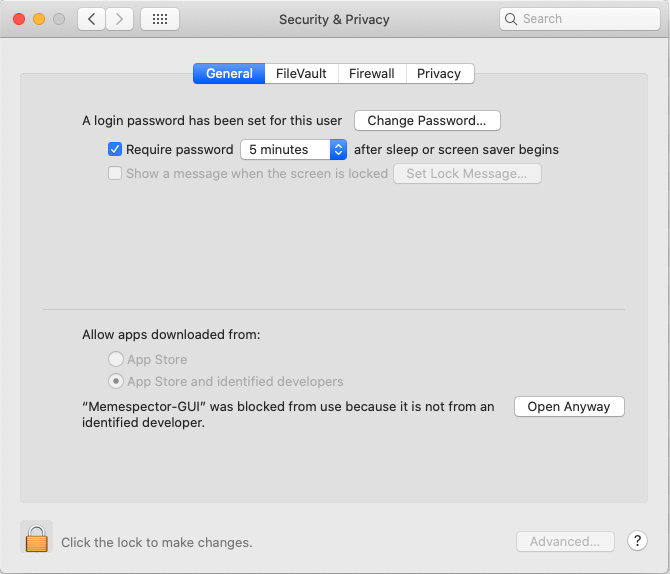 Security & Privacy
Search
General
FileVault
Firewall
Privacy
A login password has been set for this user
Change Password...
Require password
5 minutes
after sleep or screen saver begins
Show a message when the screen is locked
Set Lock Message...
Allow apps downloaded from:
App Store
App Store and identified developers
“Memespector-GUI” was blocked from use because it is not from an
identified developer.
Open Anyway
Click the lock to make changes.
Advanced...
?